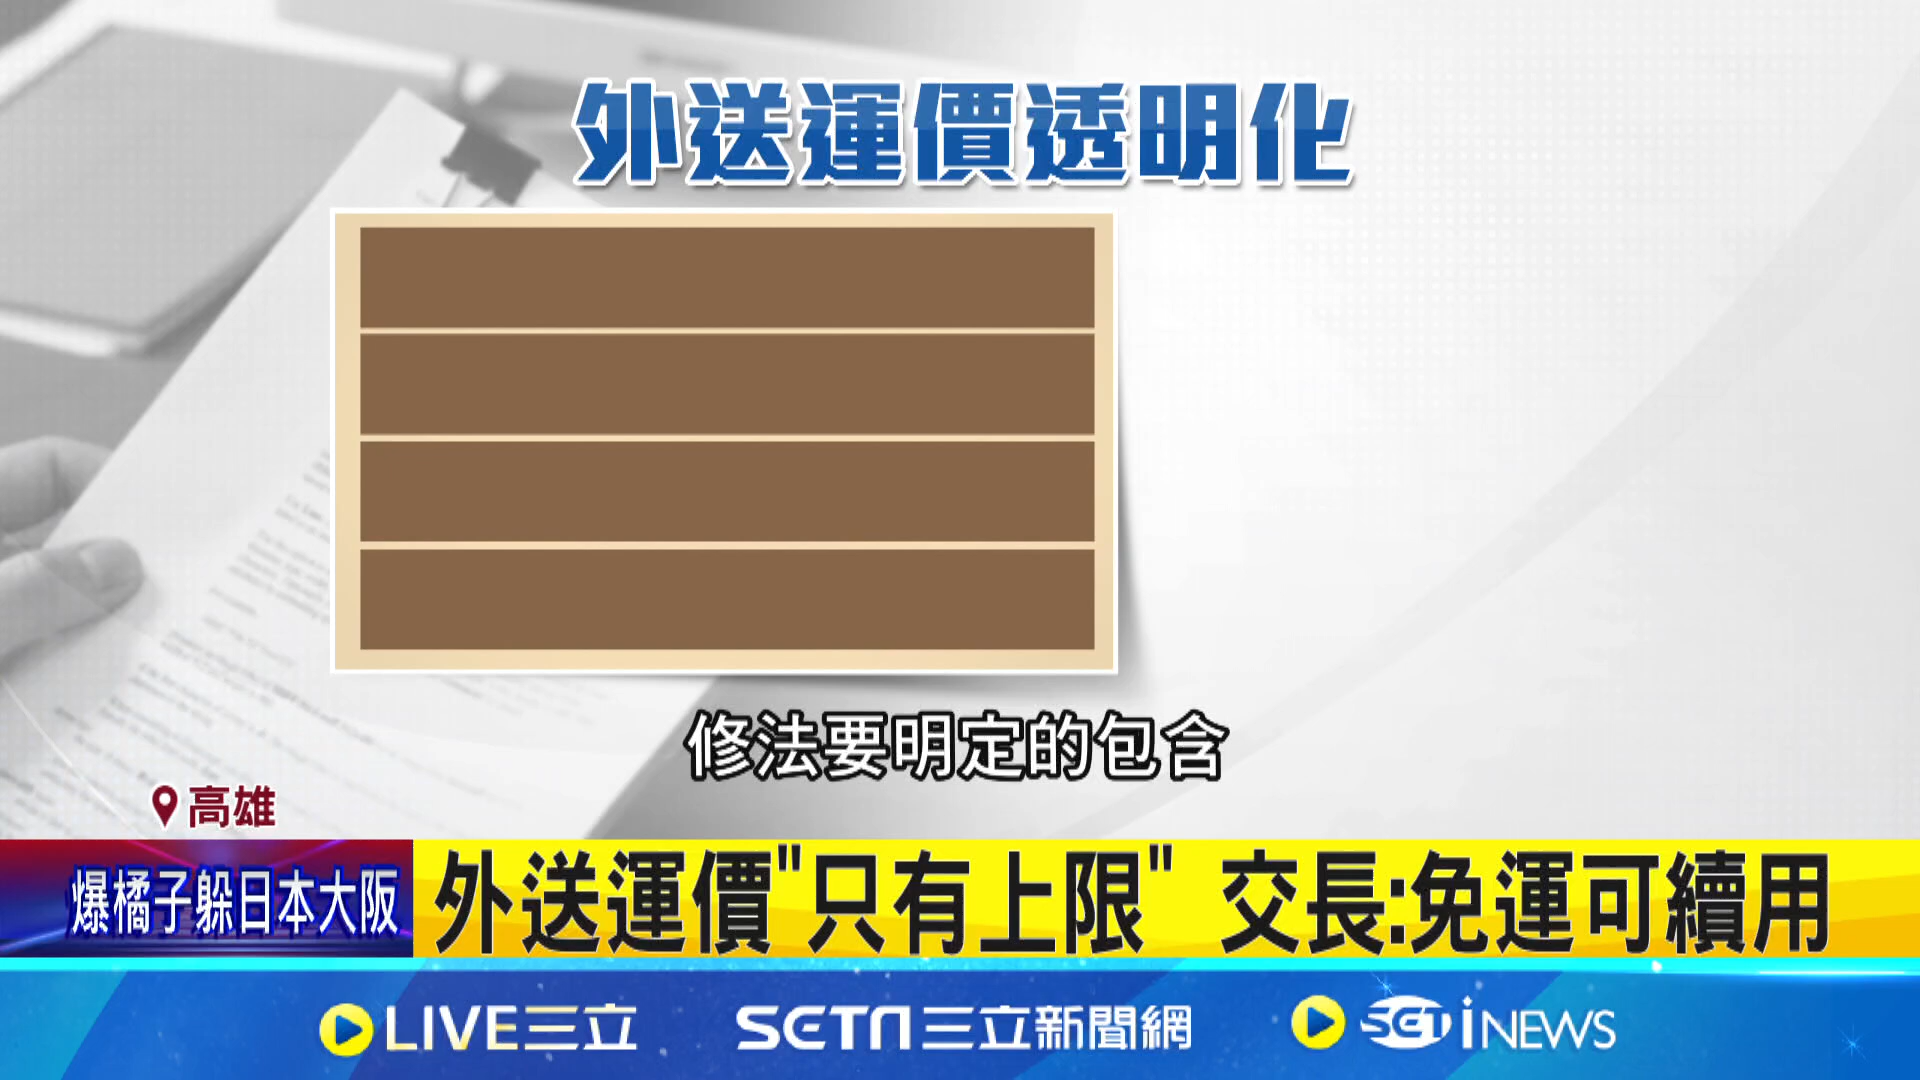 外送運價透明化
修法要明定的包含
高雄
爆橘子躲日本大阪
外送運價"只有上限" 交長:免運可續用
LIVE三立
SETN三立新聞網
SET iNEWS